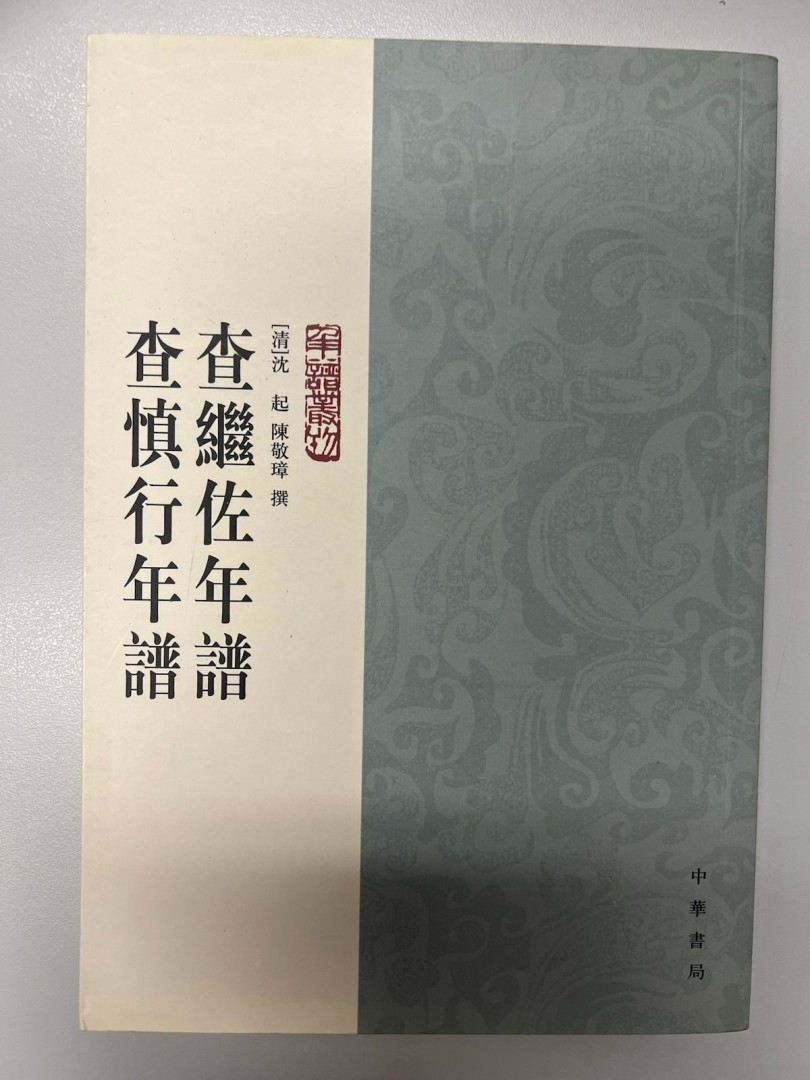 年譜叢刊
[清]沈 起 陳敬璋 撰
查繼佐年譜
查慎行年譜
中華書局